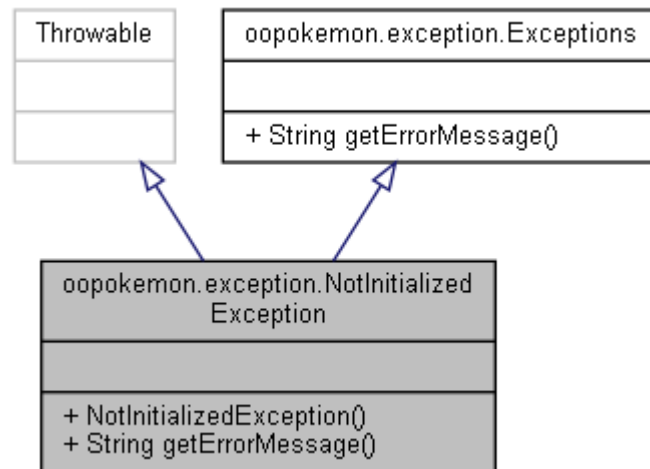 Throwable
oopokemon.exception.Exceptions
+ String getErrorMessage()
oopokemon.exception.NotInitialized
Exception
+ NotInitializedException()
+ String getErrorMessage()